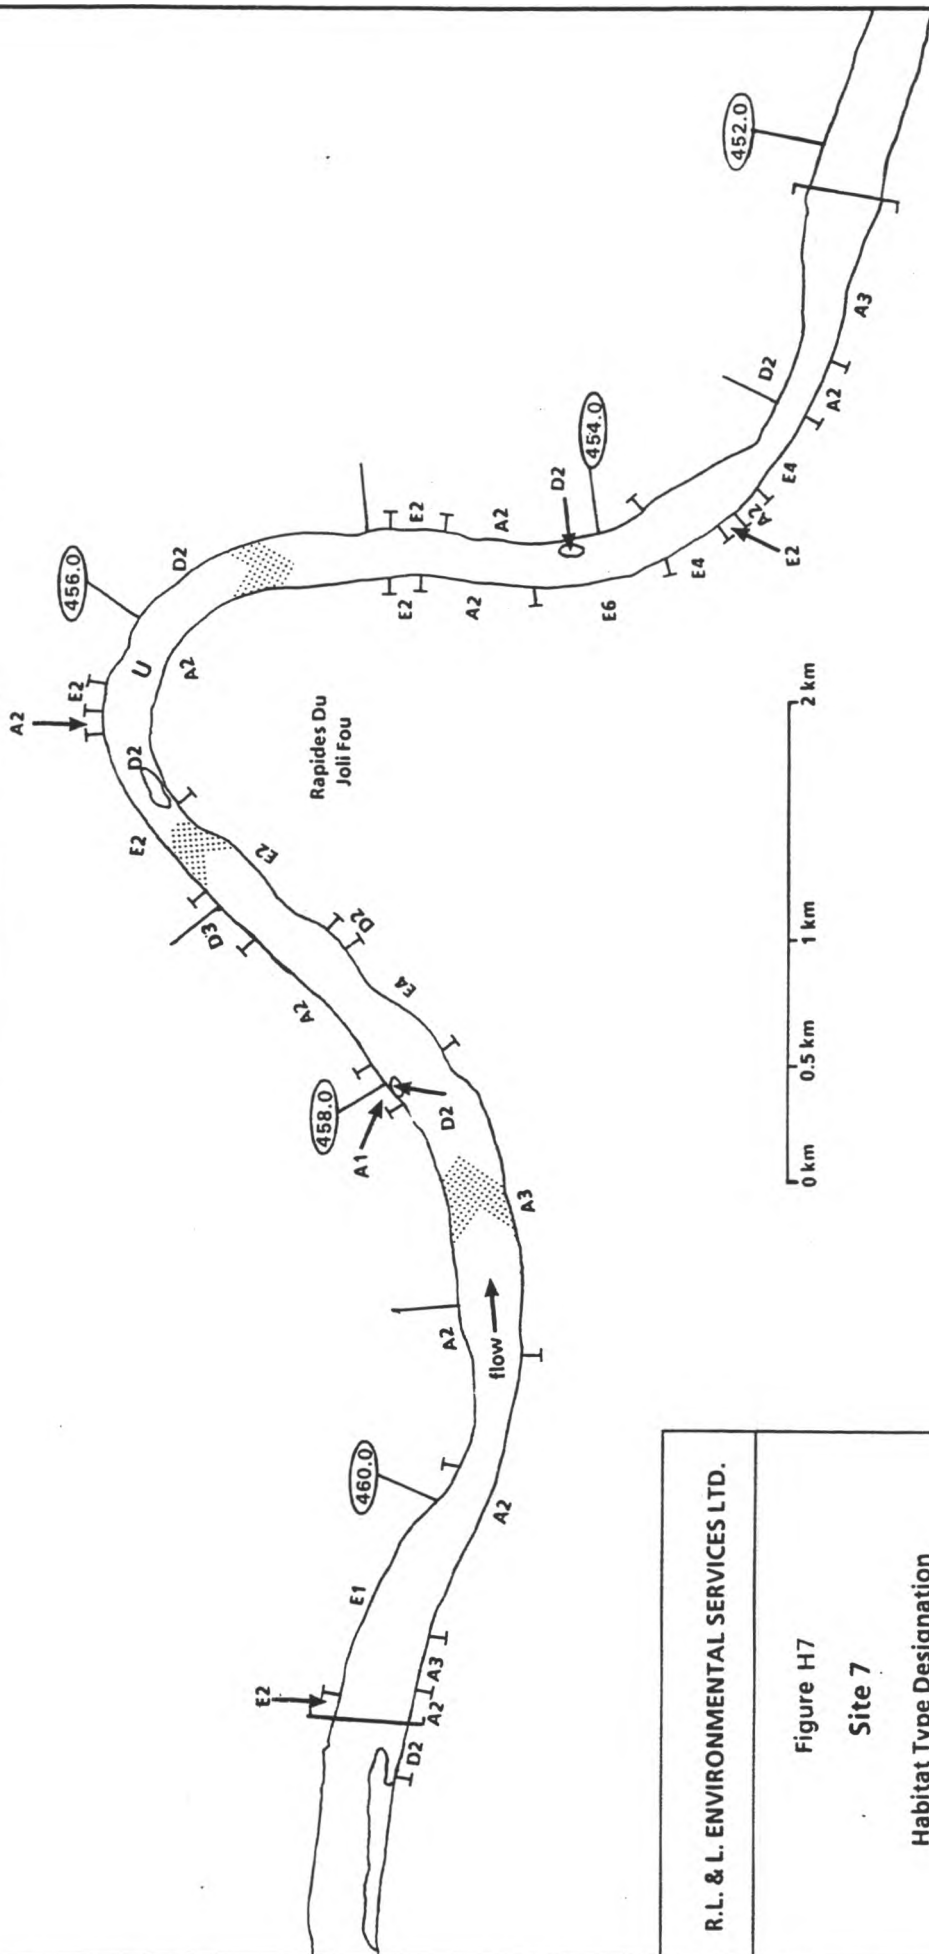 452.0
A3
D2
A2
454.0
E4
D2
A2
E2
A2
E4
E2
E6
A2
E2
456.0
D2
A2
E2
U
A2
D2
E2
E2
D3
D2
A2
E4
458.0
A1
D2
A3
A2
flow
460.0
A2
E1
A3
E2
A2
D2
Rapides Du
Joli Fou
0 km
0.5 km
1 km
2 km
R.L. & L. ENVIRONMENTAL SERVICES LTD.
Figure H7
Site 7
Habitat Type Designation